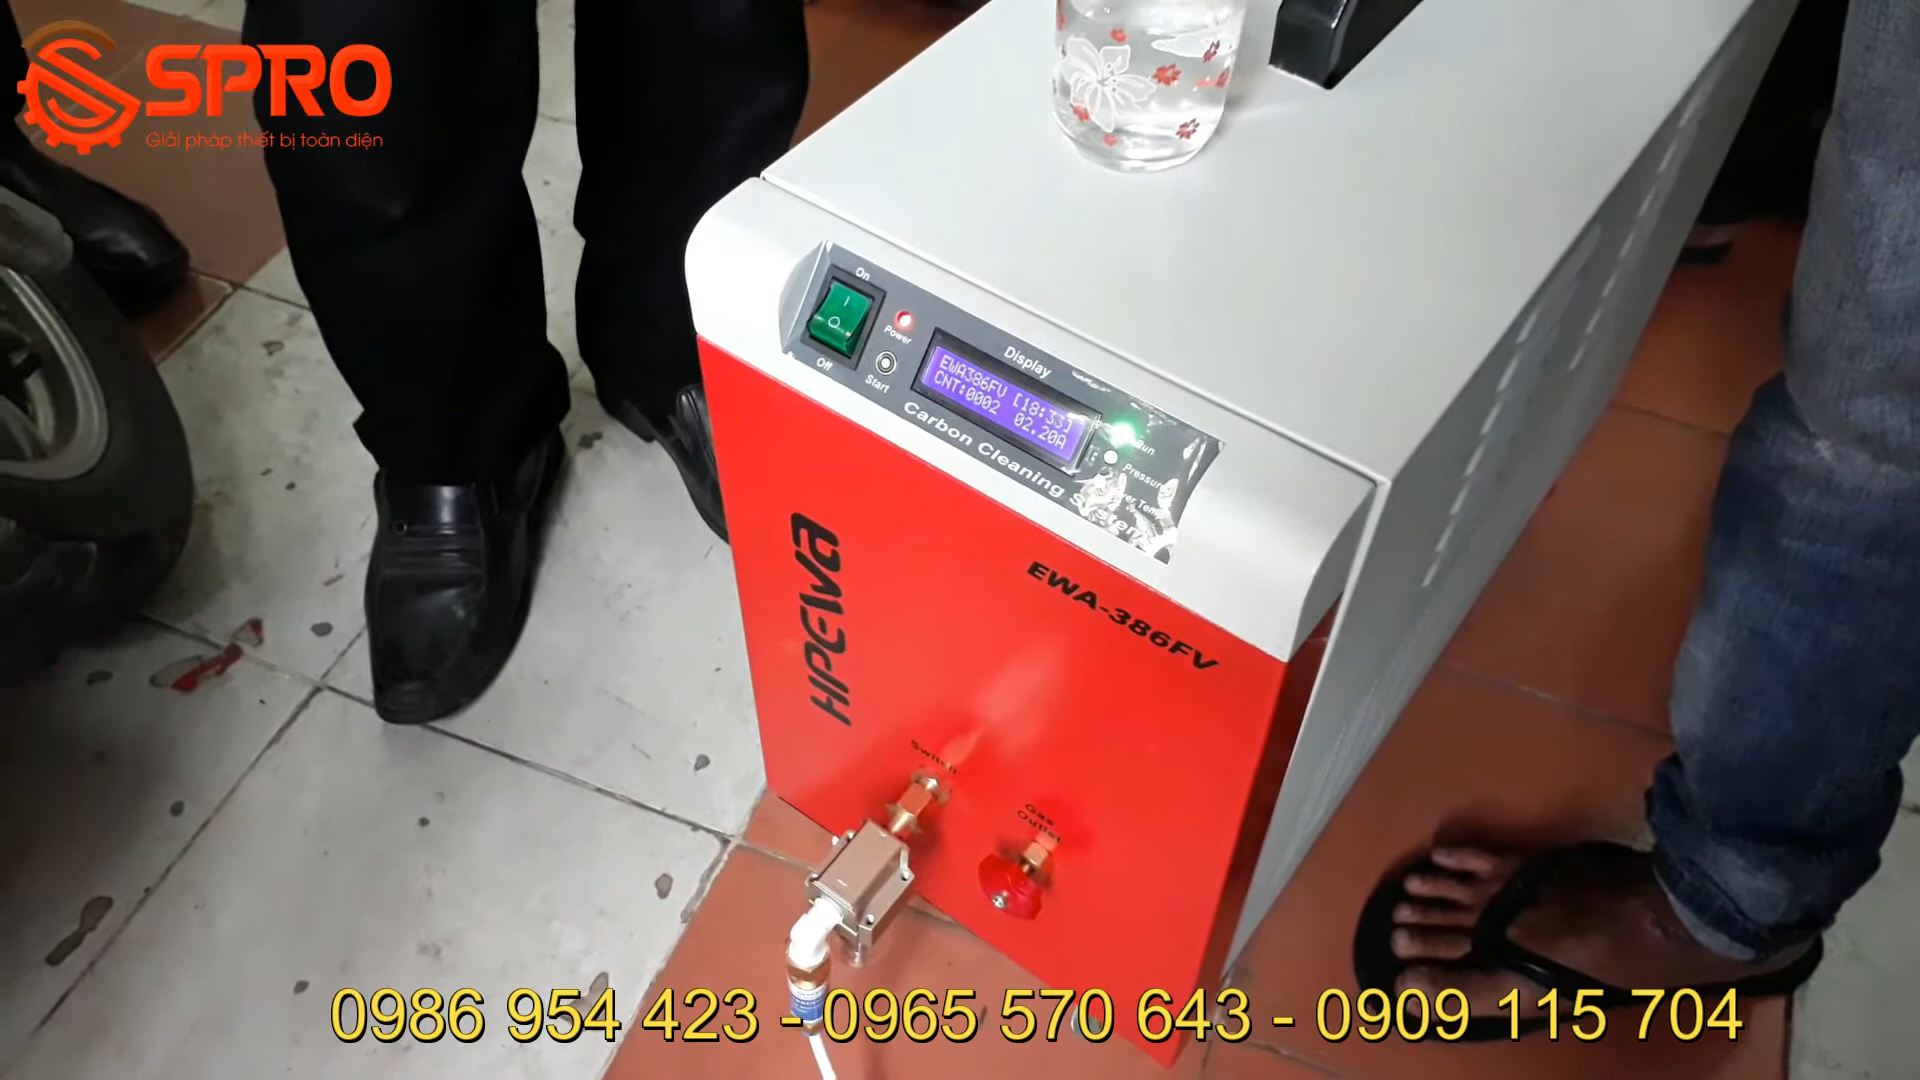 SPRO
Giải pháp thiết bị toàn diện
On
Off
Power
Start
Display
EWA386FV [18:33]
CNT:0002 02.20A
Run
Pressure
Carbon Cleaning System
HPEWA
EWA-386FV
Switch
Gas
Outlet
0986 954 423 - 0965 570 643 - 0909 115 704